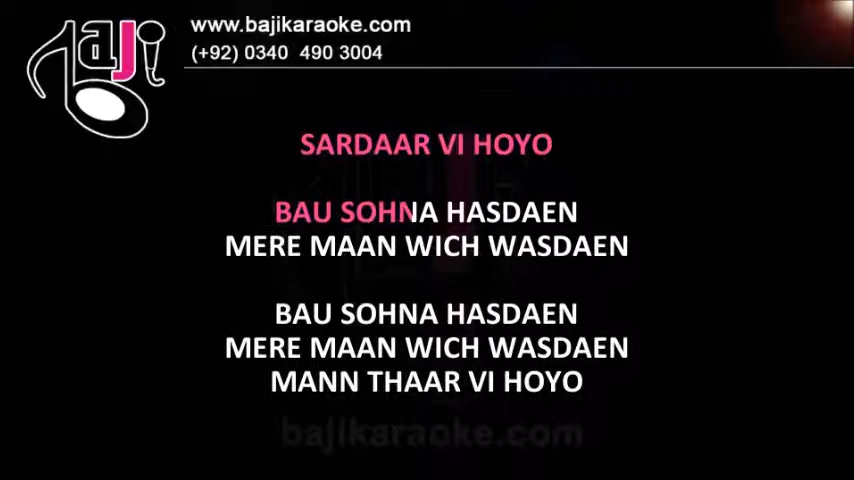 baji
www.bajikaraoke.com
(+92) 0340 490 3004
SARDAAR VI HOYO
BAU SOHNA HASDAEN
MERE MAAN WICH WASDAEN
BAU SOHNA HASDAEN
MERE MAAN WICH WASDAEN
MANN THAAR VI HOYO
bajikaraoke.com